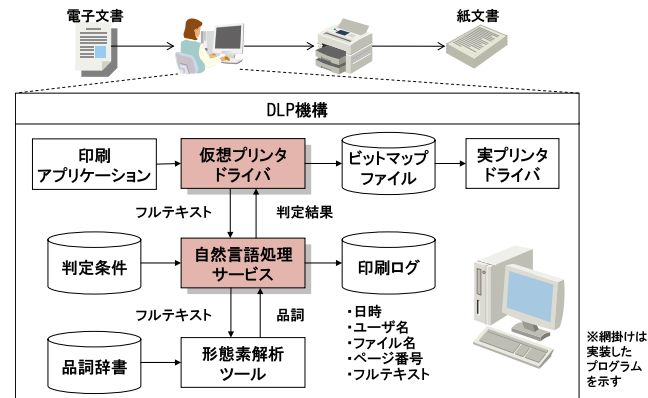 電子文書
紙文書
DLP機構
印刷
アプリケーション
仮想プリンタ
ドライバ
ビットマップ
ファイル
実プリンタ
ドライバ
フルテキスト
判定結果
判定条件
自然言語処理
サービス
印刷ログ
フルテキスト
品詞
・日時
・ユーザ名
・ファイル名
・ページ番号
・フルテキスト
品詞辞書
形態素解析
ツール
※網掛けは
実装した
プログラム
を示す